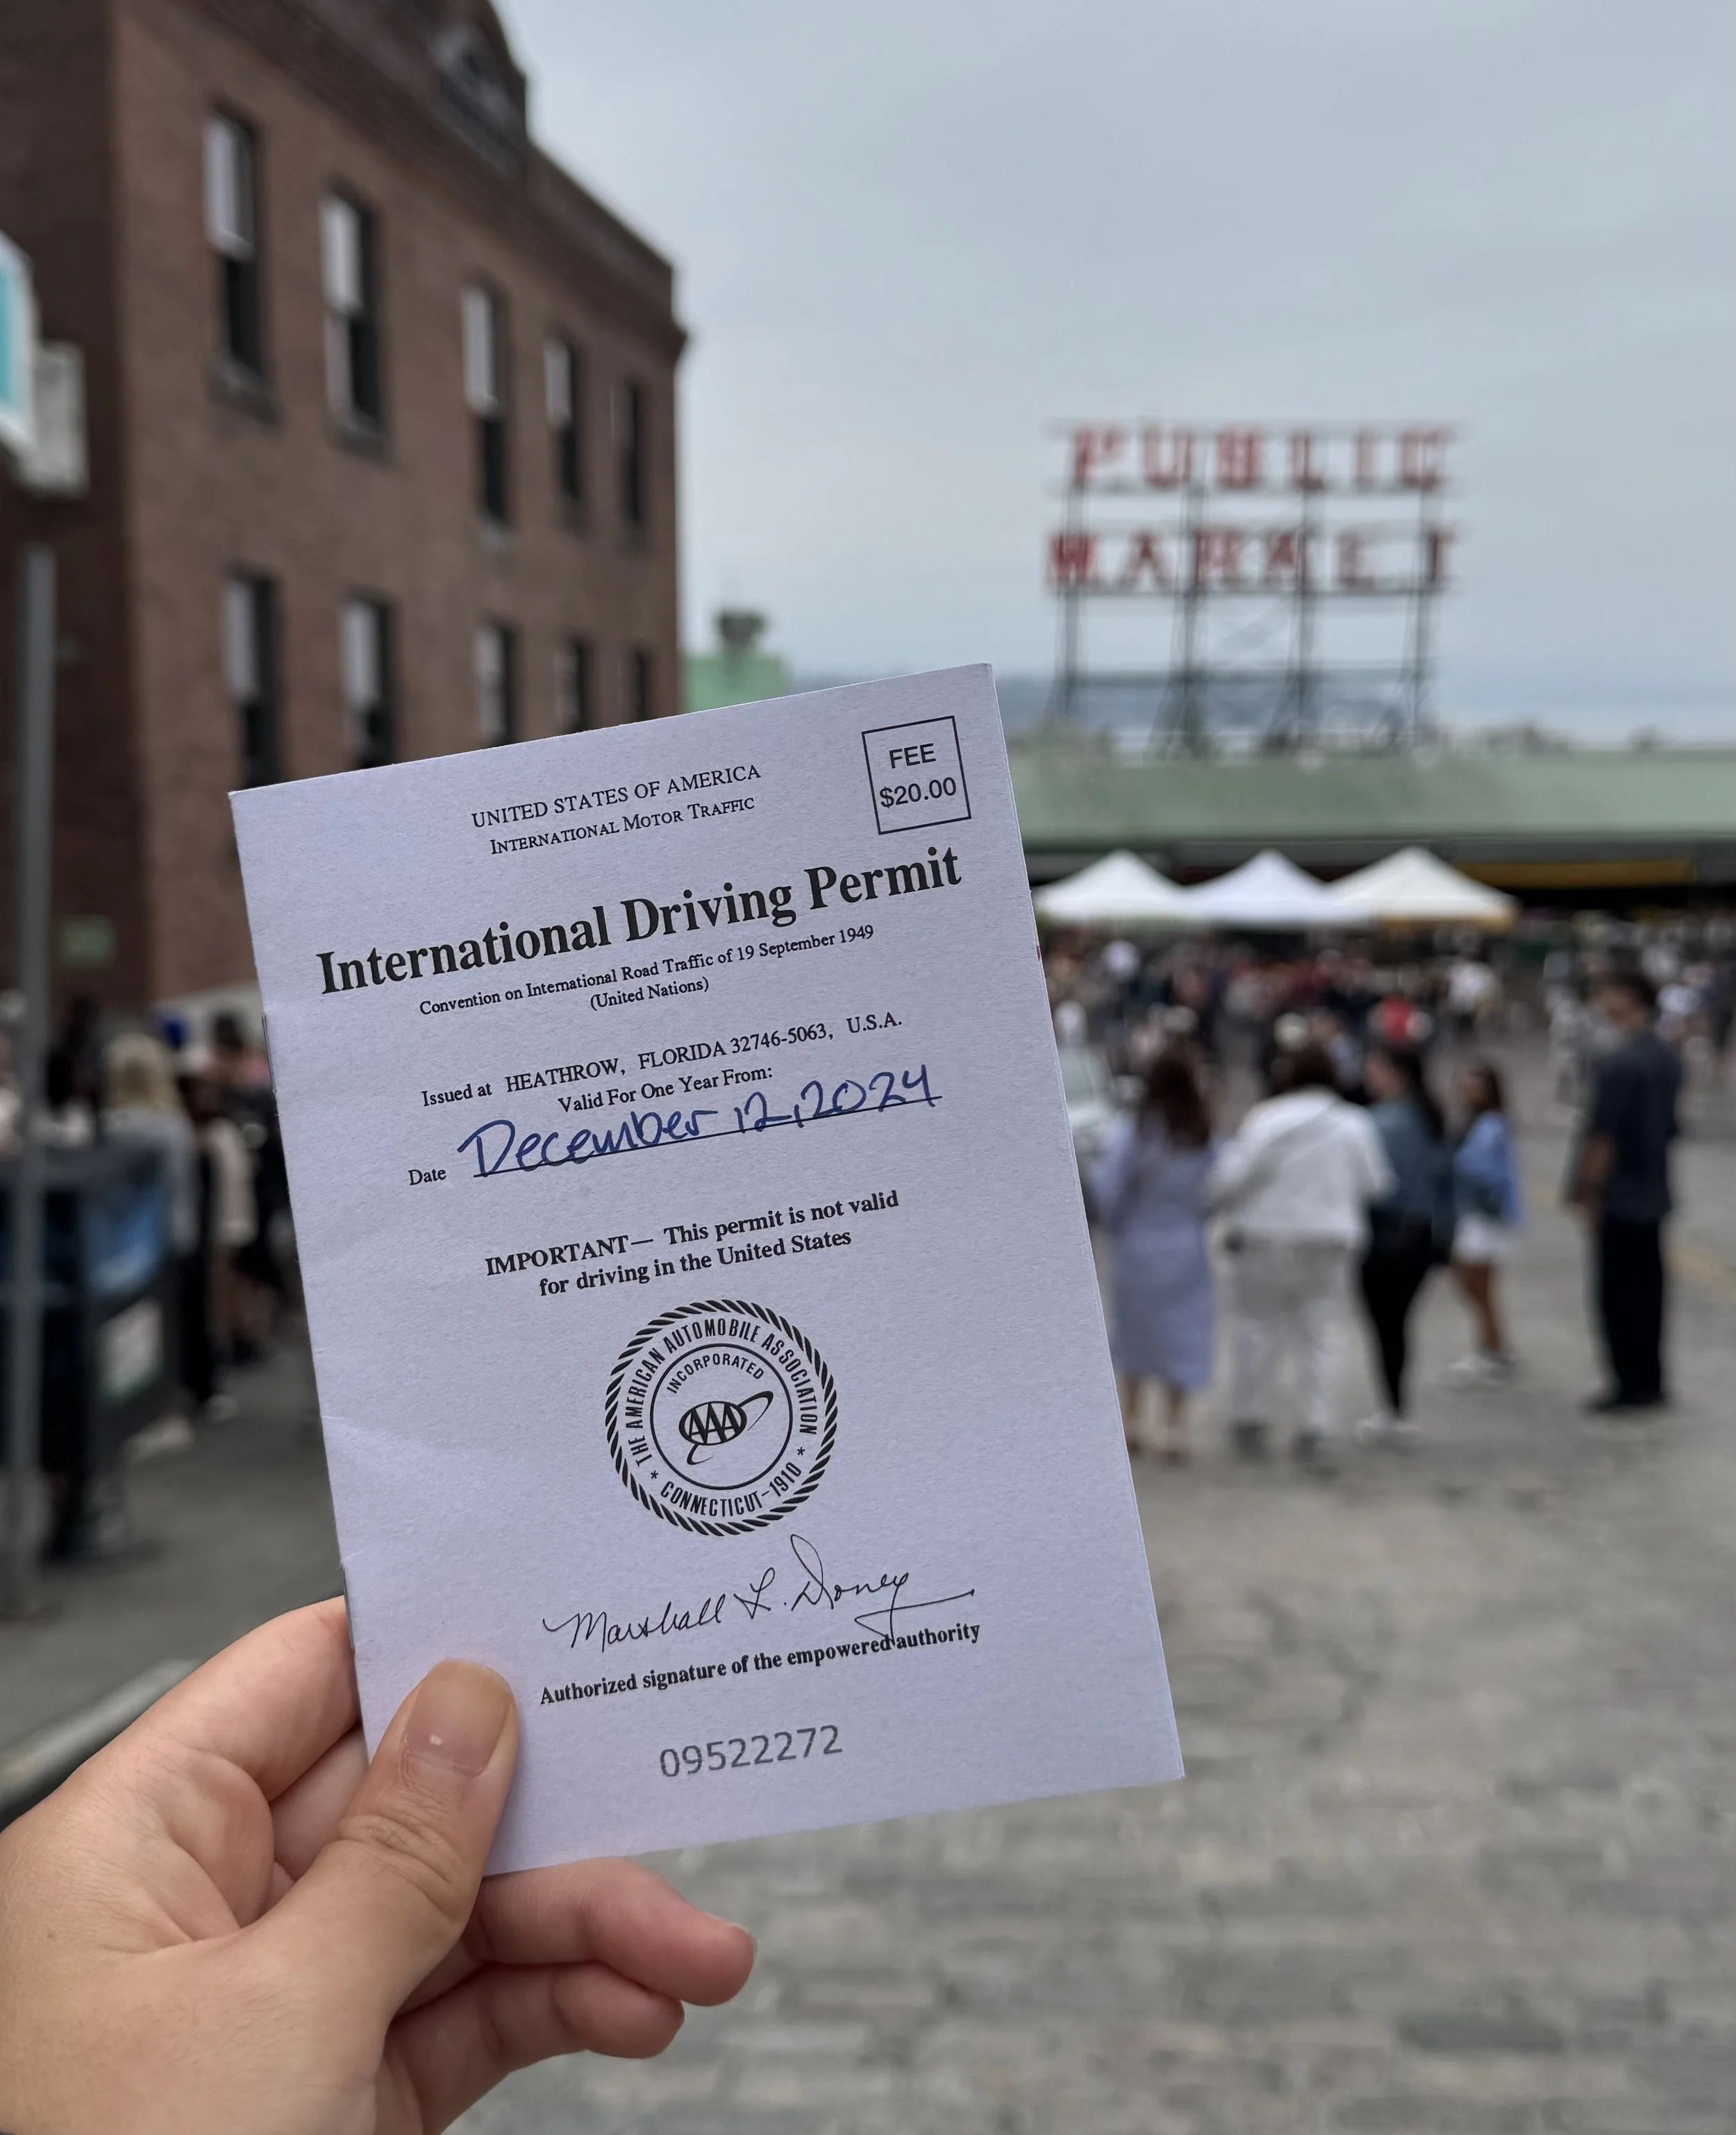 PUBLIC
MARKET
UNITED STATES OF AMERICA
INTERNATIONAL MOTOR TRAFFIC
FEE
$20.00
International Driving Permit
Convention on International Road Traffic of 19 September 1949
(United Nations)
Issued at HEATHROW, FLORIDA 32746-5063, U.S.A.
Valid For One Year From:
Date December 12, 2024
IMPORTANT— This permit is not valid
for driving in the United States
THE AMERICAN AUTOMOBILE ASSOCIATION
INCORPORATED
AAA
* CONNECTICUT-1910 *
Marshall L. Doney
Authorized signature of the empowered authority
09522272